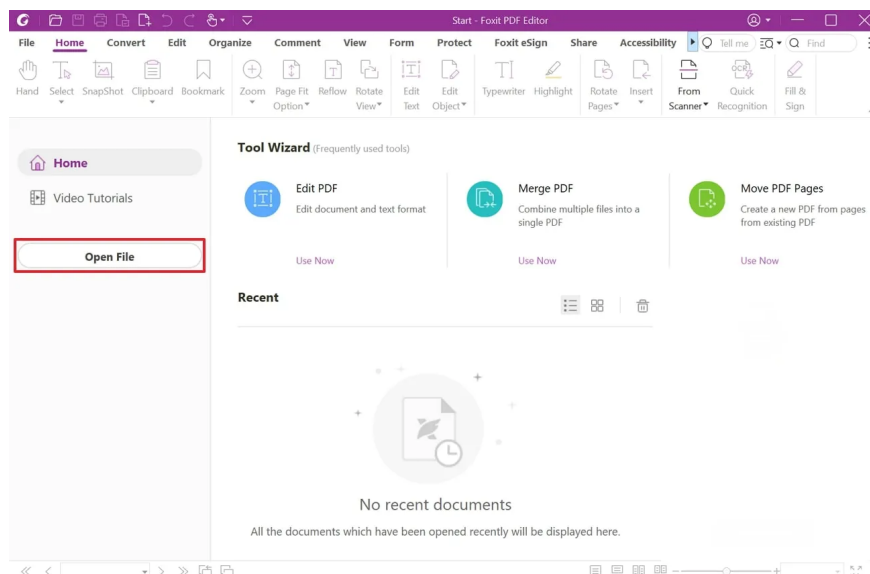 Start - Foxit PDF Editor
File Home Convert Edit Organize Comment View Form Protect Foxit eSign Share Accessibility Tell me Find
Hand Select SnapShot Clipboard Bookmark Zoom Page Fit Option Reflow Rotate View Edit Text Edit Object Typewriter Highlight Rotate Pages Insert From Scanner OCR Quick Recognition Fill & Sign
Home
Video Tutorials
Open File
Tool Wizard (Frequently used tools)
Edit PDF
Edit document and text format
Use Now
Merge PDF
Combine multiple files into a
single PDF
Use Now
Move PDF Pages
Create a new PDF from pages
from existing PDF
Use Now
Recent
No recent documents
All the documents which have been opened recently will be displayed here.